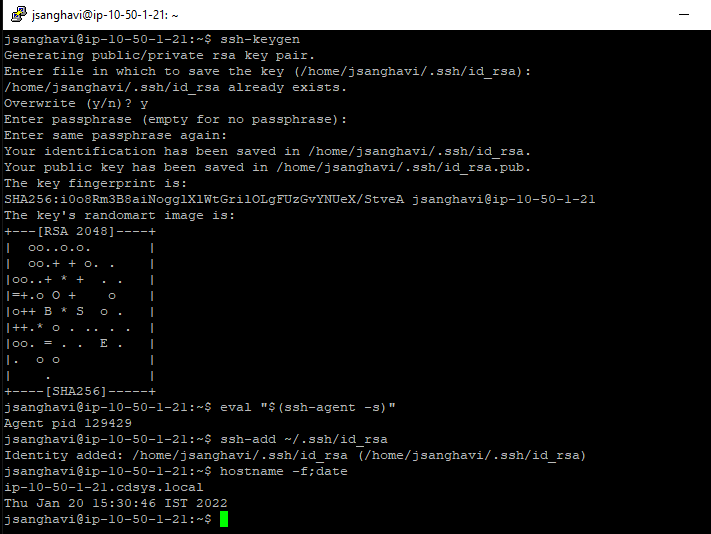 jsanghavi@ip-10-50-1-21: ~
jsanghavi@ip-10-50-1-21:~$ ssh-keygen
Generating public/private rsa key pair.
Enter file in which to save the key (/home/jsanghavi/.ssh/id_rsa):
/home/jsanghavi/.ssh/id_rsa already exists.
Overwrite (y/n)? y
Enter passphrase (empty for no passphrase):
Enter same passphrase again:
Your identification has been saved in /home/jsanghavi/.ssh/id_rsa.
Your public key has been saved in /home/jsanghavi/.ssh/id_rsa.pub.
The key fingerprint is:
SHA256:i0o8Rm3B8aiNogglXlWtGrilOLgFUzGvYNUeX/StveA jsanghavi@ip-10-50-1-21
The key's randomart image is:
+---[RSA 2048]----+
|  oo..o.o.       |
|  oo.+ + o. .    |
|oo..+ * +  . .   |
|=+.o O +    o    |
|o++ B * S  o .   |
|++.* o . .. . .  |
|oo. = . .  E .   |
|.  o o           |
|    .            |
+----[SHA256]-----+
jsanghavi@ip-10-50-1-21:~$ eval "$(ssh-agent -s)"
Agent pid 129429
jsanghavi@ip-10-50-1-21:~$ ssh-add ~/.ssh/id_rsa
Identity added: /home/jsanghavi/.ssh/id_rsa (/home/jsanghavi/.ssh/id_rsa)
jsanghavi@ip-10-50-1-21:~$ hostname -f;date
ip-10-50-1-21.cdsys.local
Thu Jan 20 15:30:46 IST 2022
jsanghavi@ip-10-50-1-21:~$